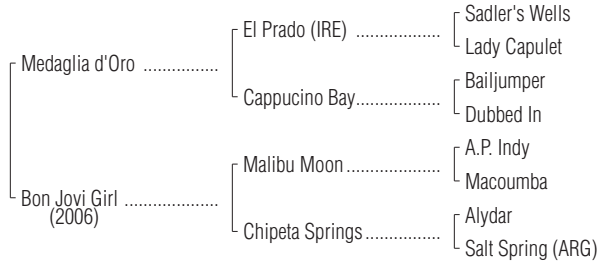 Sadler's Wells
El Prado (IRE) ..................
Lady Capulet
Medaglia d'Oro ................
Bailjumper
Cappucino Bay..................
Dubbed In
A.P. Indy
Malibu Moon .................
Macoumba
Bon Jovi Girl ....................
(2006)
Alydar
Chipeta Springs................
Salt Spring (ARG)